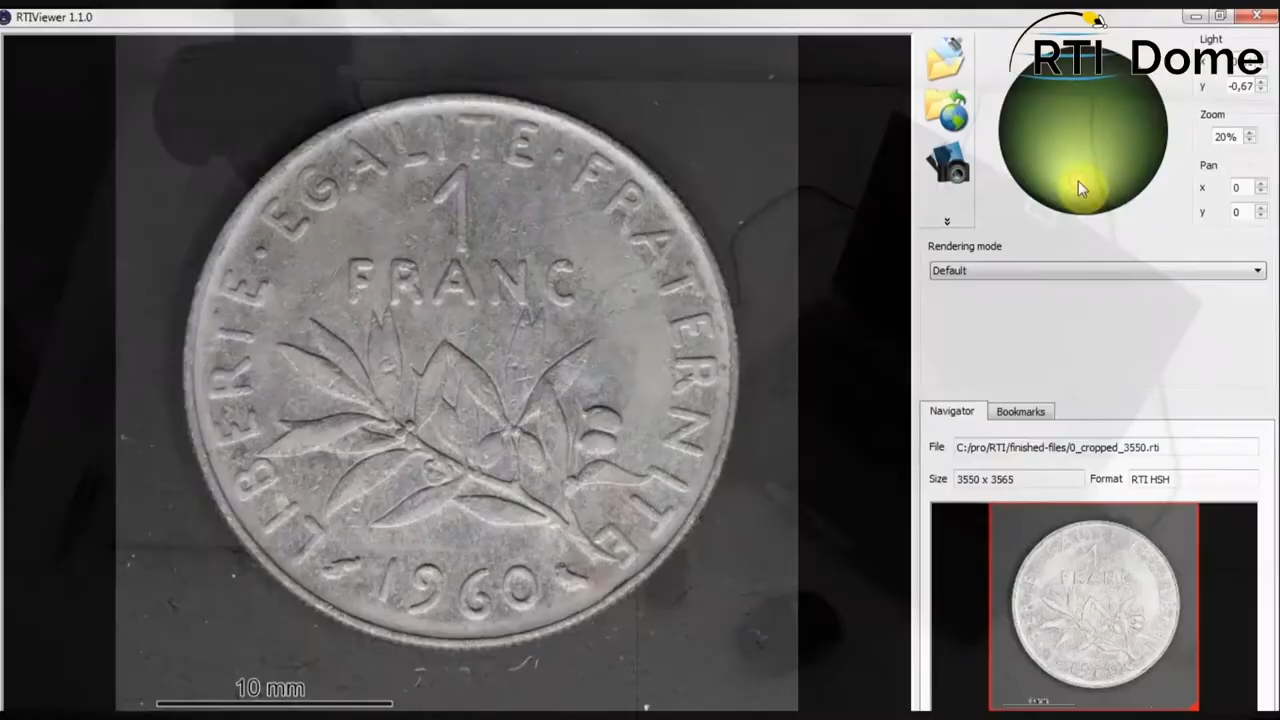 RTIViewer 1.1.0
RTI Dome
Light
y -0,67
Zoom
20%
Pan
x 0
y 0
Rendering mode
Default
Navigator
Bookmarks
File C:/pro/RTI/finished-files/0_cropped_3550.rti
Size 3550 x 3565 Format RTI HSH
LIBERTE · EGALITE · FRATERNITE
1
FRANC
1960
10 mm